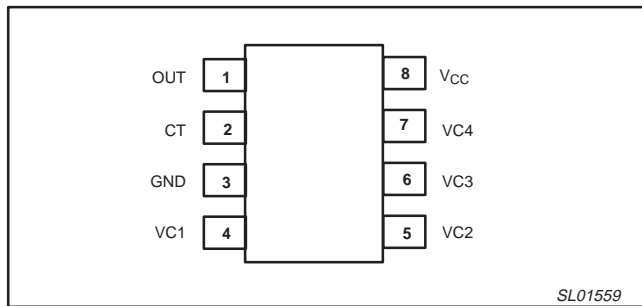 OUT 1 8 VCC
CT 2 7 VC4
GND 3 6 VC3
VC1 4 5 VC2
SL01559